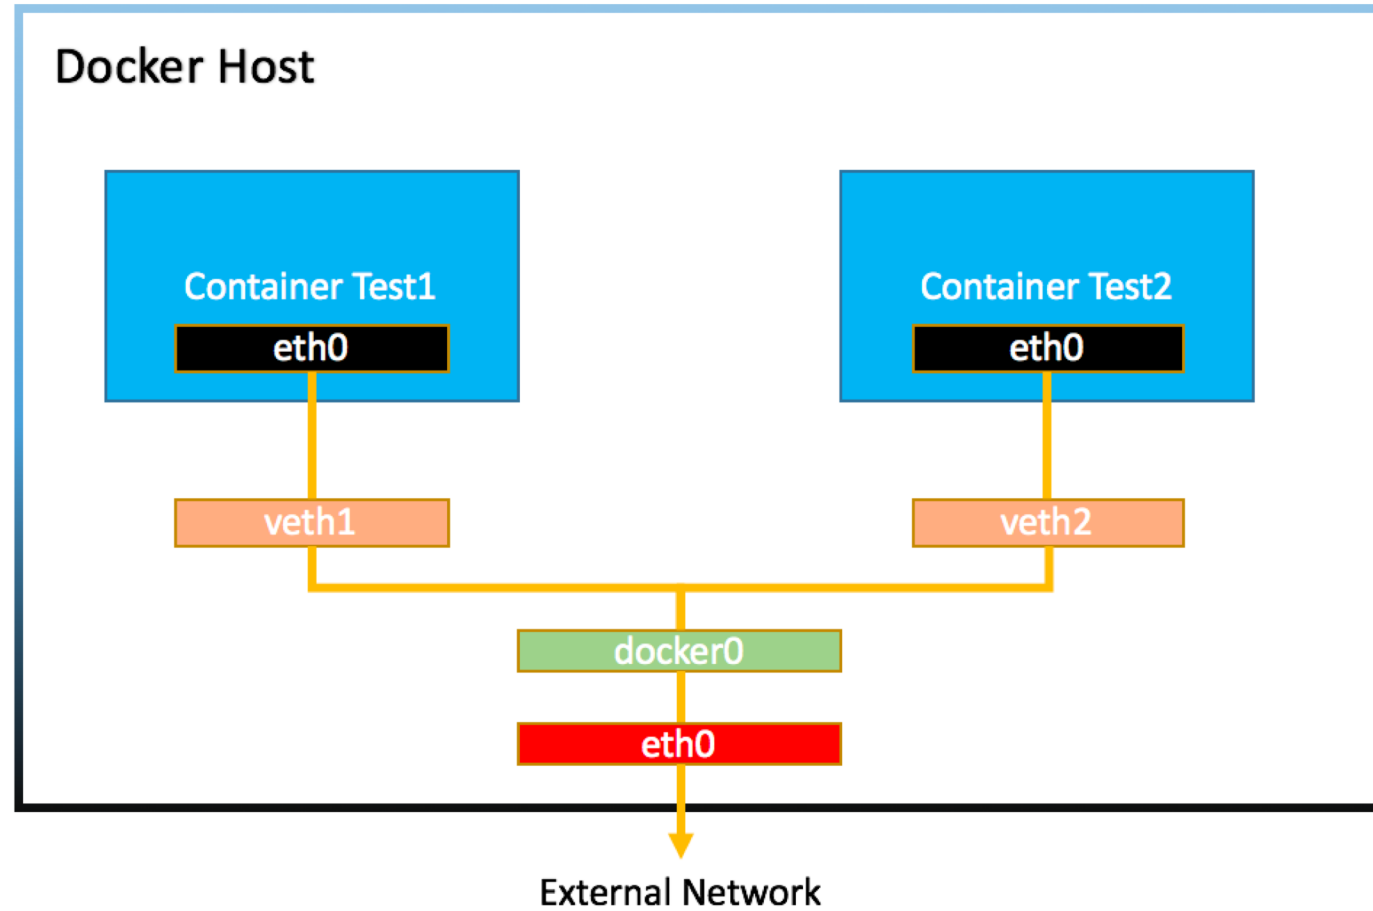 Docker Host
Container Test1
Container Test2
eth0
eth0
veth1
veth2
docker0
eth0
External Network